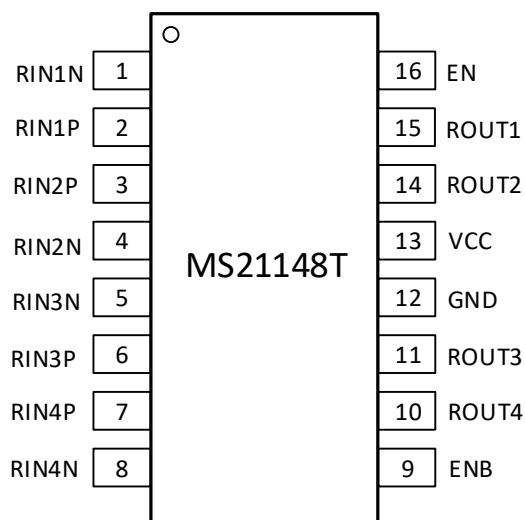 RIN1N 1 16 EN
RIN1P 2 15 ROUT1
RIN2P 3 14 ROUT2
RIN2N 4 13 VCC
MS21148T
RIN3N 5 12 GND
RIN3P 6 11 ROUT3
RIN4P 7 10 ROUT4
RIN4N 8 9 ENB